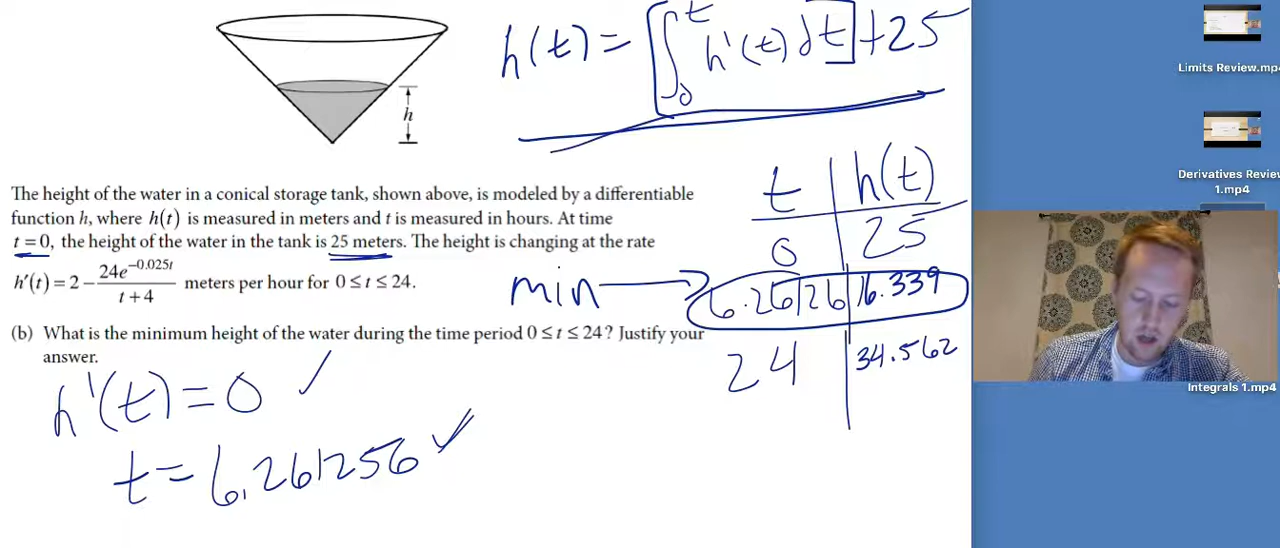 h(t) = [∫₀ᵗ h'(t) dt] + 25
h
t | h(t)
0 | 25
min → 6.26126 | 16.339
24 | 34.562
The height of the water in a conical storage tank, shown above, is modeled by a differentiable
function h, where h(t) is measured in meters and t is measured in hours. At time
t = 0, the height of the water in the tank is 25 meters. The height is changing at the rate
h′(t) = 2 − 24e^−0.025t / t + 4 meters per hour for 0 ≤ t ≤ 24.
(b) What is the minimum height of the water during the time period 0 ≤ t ≤ 24? Justify your
answer.
h'(t) = 0 ✓
t = 6.261256 ✓
Limits Review.mp4
Derivatives Review
1.mp4
Integrals 1.mp4